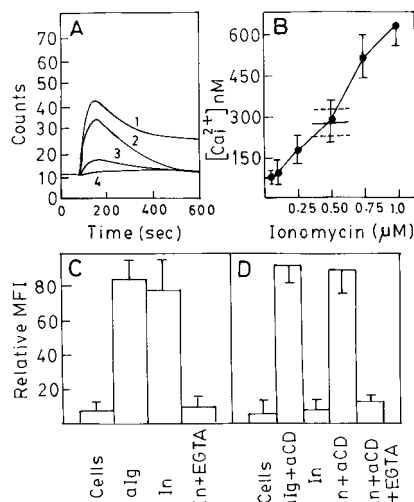 A
70
60
50
40
30
20
10
0
Counts
1
2
3
4
0
200
400
600
Time (sec)
B
600
450
300
150
[Cai²⁺]nM
0.25
0.50
0.75
1.0
Ionomycin (µM)
C
D
80
60
40
20
Relative MFI
Cells
aIg
In
In+EGTA
Cells
aIg+aCD
In
In+aCD
In+aCD
+EGTA